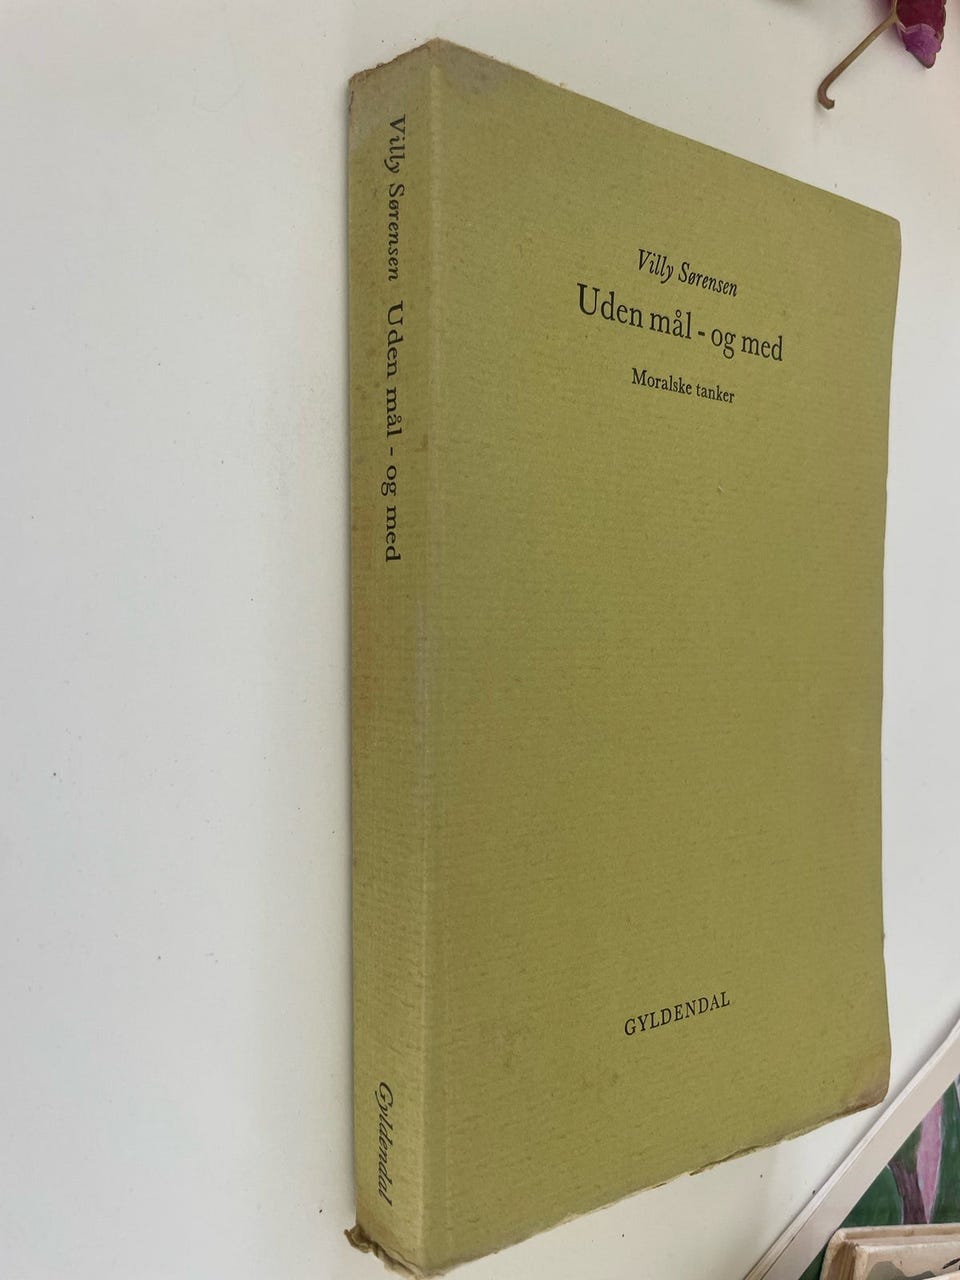 Villy Sørensen Uden mål - og med
Gyldendal
Villy Sørensen
Uden mål - og med
Moralske tanker
GYLDENDAL